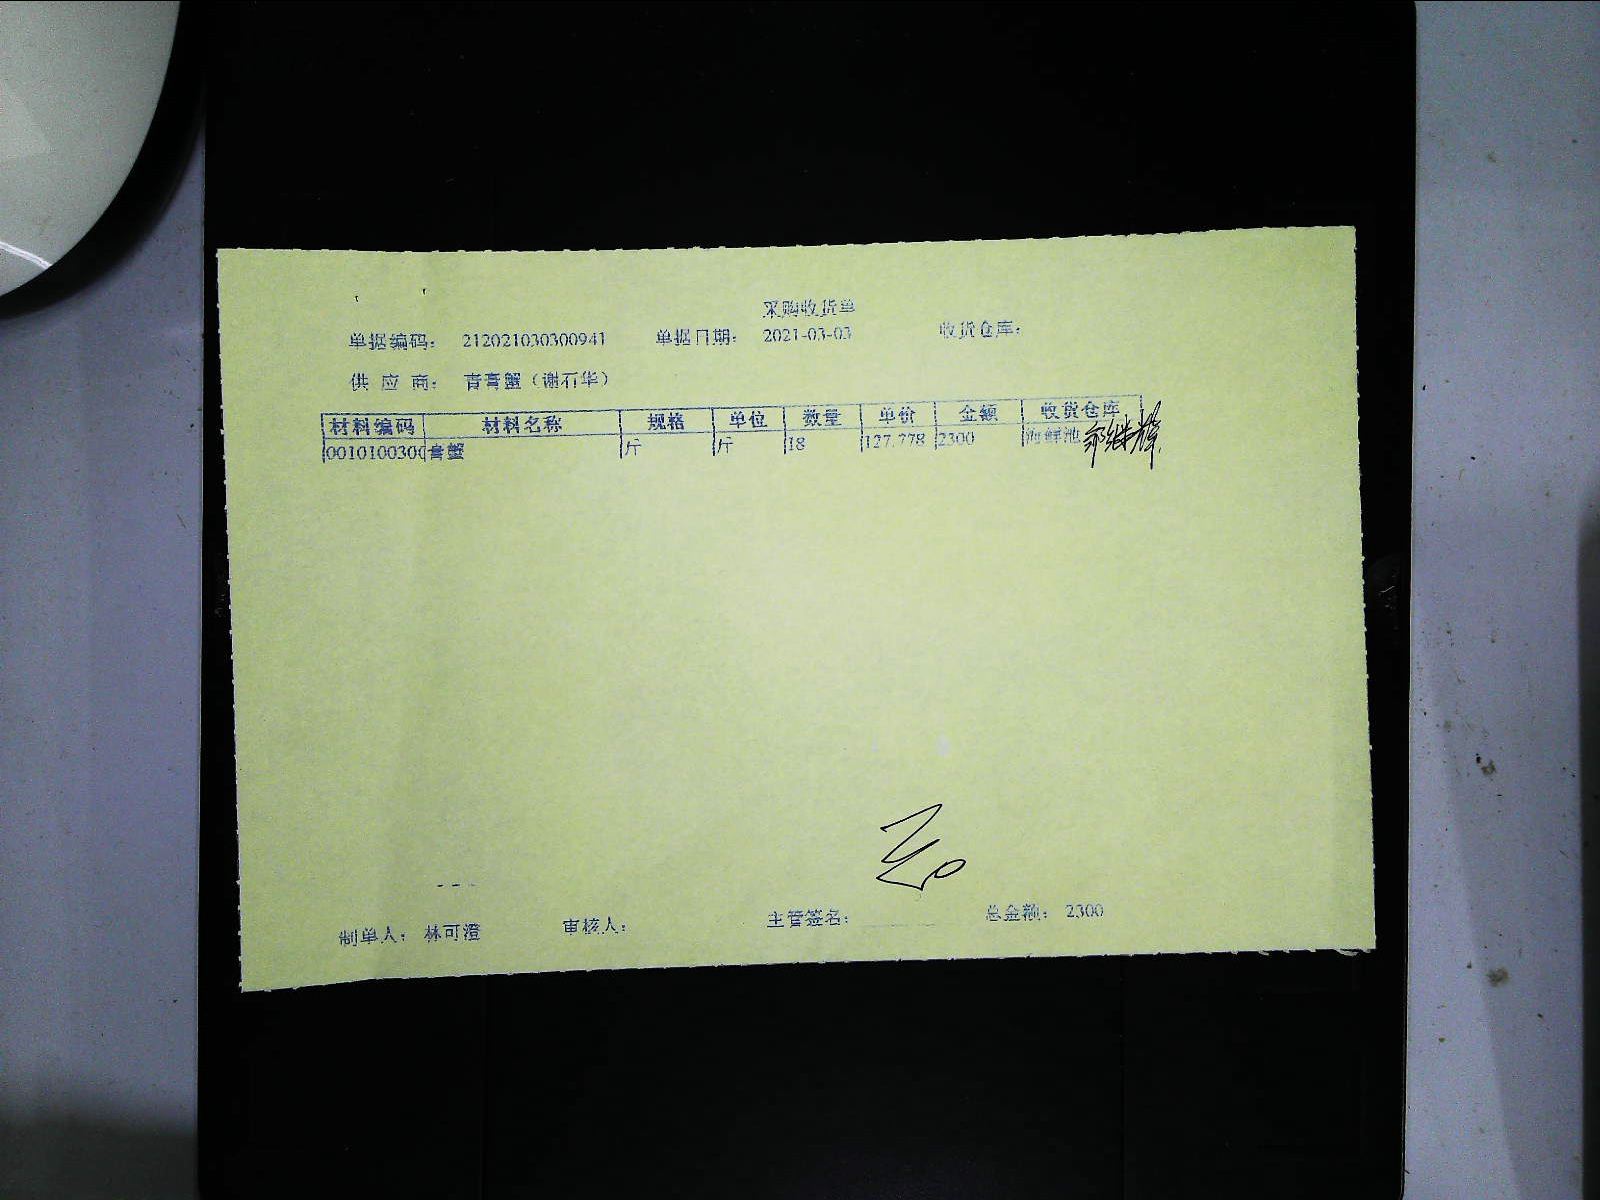 采购收货单
单据编码： 212021030300941 单据日期： 2021-03-03 收货仓库：
供 应 商： 青膏蟹（谢石华）
材料编码 材料名称 规格 单位 数量 单价 金额 收货仓库
0010100300 膏蟹 斤 斤 18 127.778 2300 海鲜池
制单人： 林可澄 审核人： 主管签名： 总金额： 2300